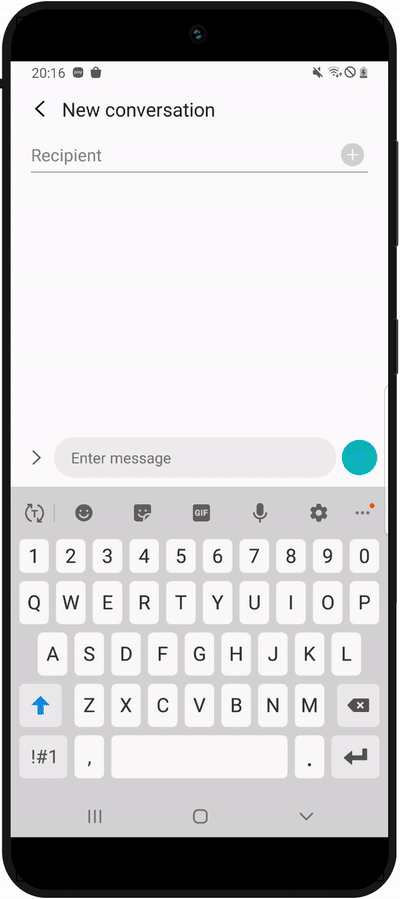 20:16
New conversation
Recipient
Enter message
GIF
1 2 3 4 5 6 7 8 9 0
Q W E R T Y U I O P
A S D F G H J K L
Z X C V B N M
!#1 , .